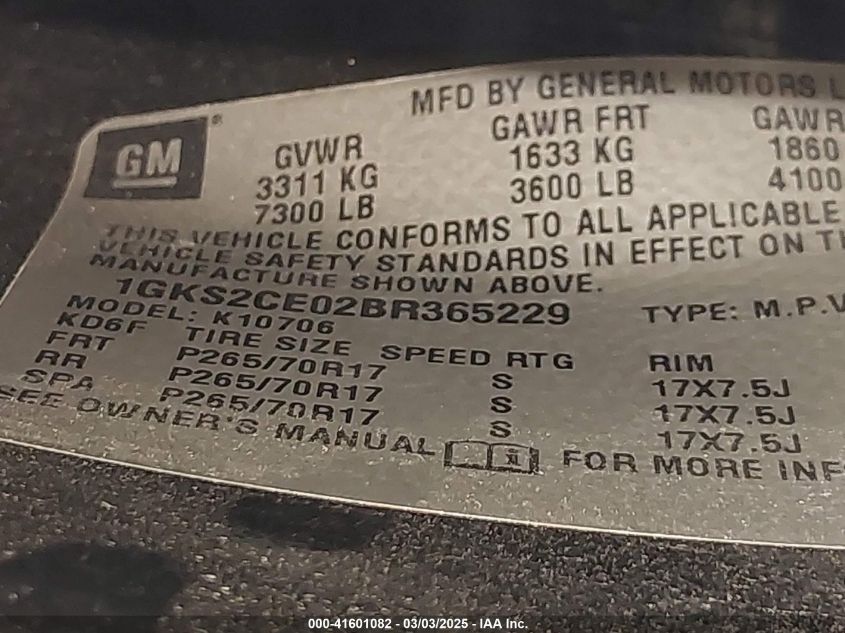 MFD BY GENERAL MOTORS L
GM®
GVWR GAWR FRT GAWR
3311 KG 1633 KG 1860
7300 LB 3600 LB 4100
THIS VEHICLE CONFORMS TO ALL APPLICABLE
VEHICLE SAFETY STANDARDS IN EFFECT ON TH
MANUFACTURE SHOWN ABOVE.
1GKS2CE02BR365229 TYPE: M.P.V
MODEL: K10706
KD6F TIRE SIZE SPEED RTG RIM
FRT P265/70R17 S 17X7.5J
RR P265/70R17 S 17X7.5J
SPA P265/70R17 S 17X7.5J
SEE OWNER'S MANUAL i FOR MORE INF
000-41601082 - 03/03/2025 - IAA Inc.